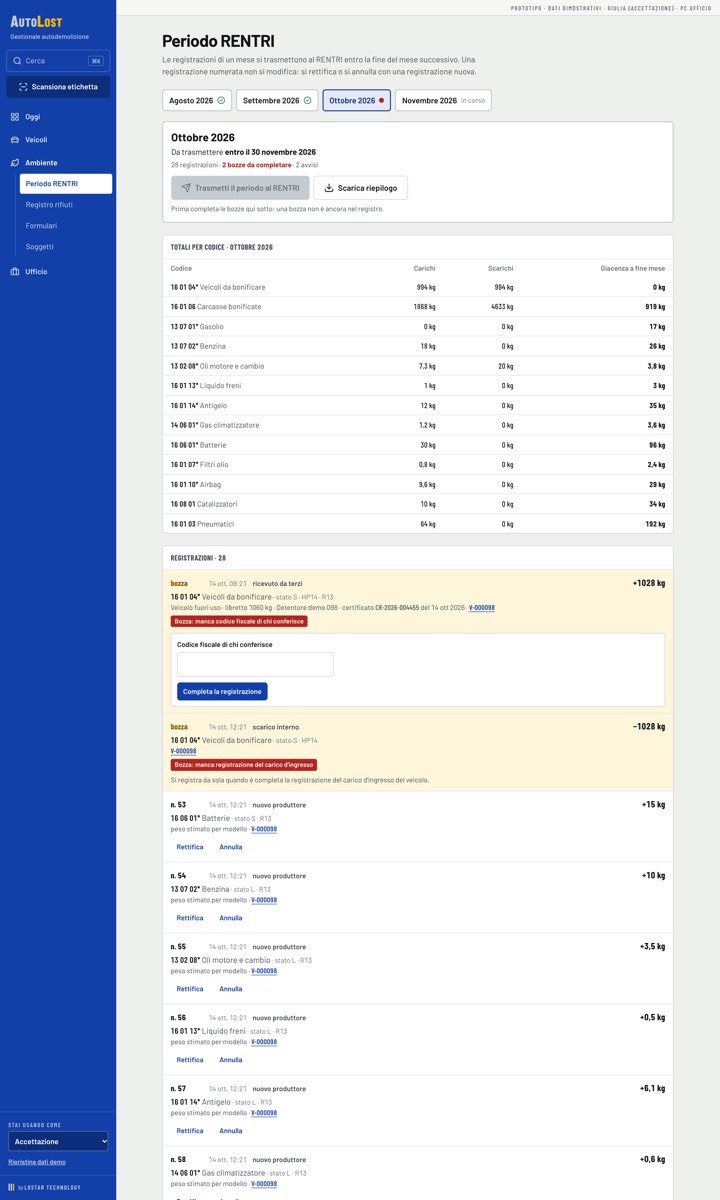 PROTOTIPO · DATI DIMOSTRATIVI · GIULIA (ACCETTAZIONE) · PC UFFICIO
AUTOLOST
Gestionale autodemolizione
Cerca ⌘K
Scansiona etichetta
Oggi
Veicoli
Ambiente
Periodo RENTRI
Registro rifiuti
Formulari
Soggetti
Ufficio
STAI USANDO COME
Accettazione
Ripristina dati demo
by LOSTAR TECHNOLOGY
Periodo RENTRI
Le registrazioni di un mese si trasmettono al RENTRI entro la fine del mese successivo. Una
registrazione numerata non si modifica: si rettifica o si annulla con una registrazione nuova.
Agosto 2026
Settembre 2026
Ottobre 2026
Novembre 2026 in corso
Ottobre 2026
Da trasmettere entro il 30 novembre 2026
28 registrazioni · 2 bozze da completare · 2 avvisi
Trasmetti il periodo al RENTRI
Scarica riepilogo
Prima completa le bozze qui sotto: una bozza non è ancora nel registro.
TOTALI PER CODICE · OTTOBRE 2026
Codice Carichi Scarichi Giacenza a fine mese
16 01 04* Veicoli da bonificare 994 kg 994 kg 0 kg
16 01 06 Carcasse bonificate 1868 kg 4633 kg 919 kg
13 07 01* Gasolio 0 kg 0 kg 17 kg
13 07 02* Benzina 18 kg 0 kg 26 kg
13 02 08* Oli motore e cambio 7,3 kg 20 kg 3,8 kg
16 01 13* Liquido freni 1 kg 0 kg 3 kg
16 01 14* Antigelo 12 kg 0 kg 35 kg
14 06 01* Gas climatizzatore 1,2 kg 0 kg 3,6 kg
16 06 01* Batterie 30 kg 0 kg 96 kg
16 01 07* Filtri olio 0,8 kg 0 kg 2,4 kg
16 01 10* Airbag 9,6 kg 0 kg 29 kg
16 08 01 Catalizzatori 10 kg 0 kg 34 kg
16 01 03 Pneumatici 64 kg 0 kg 192 kg
REGISTRAZIONI · 28
bozza 14 ott, 09:21 ricevuto da terzi +1028 kg
16 01 04* Veicoli da bonificare · stato S · HP14 · R13
Veicolo fuori uso · libretto 1060 kg · Detentore demo 098 · certificato CR-2026-004455 del 14 ott 2026 · V-000098
Bozza: manca codice fiscale di chi conferisce
Codice fiscale di chi conferisce
Completa la registrazione
bozza 14 ott, 12:21 scarico interno −1028 kg
16 01 04* Veicoli da bonificare · stato S · HP14
V-000098
Bozza: manca registrazione del carico d'ingresso
Si registra da sola quando è completa la registrazione del carico d'ingresso del veicolo.
n. 53 14 ott, 12:21 nuovo produttore +15 kg
16 06 01* Batterie · stato S · R13
peso stimato per modello · V-000098
Rettifica Annulla
n. 54 14 ott, 12:21 nuovo produttore +10 kg
13 07 02* Benzina · stato L · R13
peso stimato per modello · V-000098
Rettifica Annulla
n. 55 14 ott, 12:21 nuovo produttore +3,5 kg
13 02 08* Oli motore e cambio · stato L · R13
peso stimato per modello · V-000098
Rettifica Annulla
n. 56 14 ott, 12:21 nuovo produttore +0,5 kg
16 01 13* Liquido freni · stato L · R13
peso stimato per modello · V-000098
Rettifica Annulla
n. 57 14 ott, 12:21 nuovo produttore +6,1 kg
16 01 14* Antigelo · stato L · R13
peso stimato per modello · V-000098
Rettifica Annulla
n. 58 14 ott, 12:21 nuovo produttore +0,6 kg
14 06 01* Gas climatizzatore · stato L · R13
peso stimato per modello · V-000098